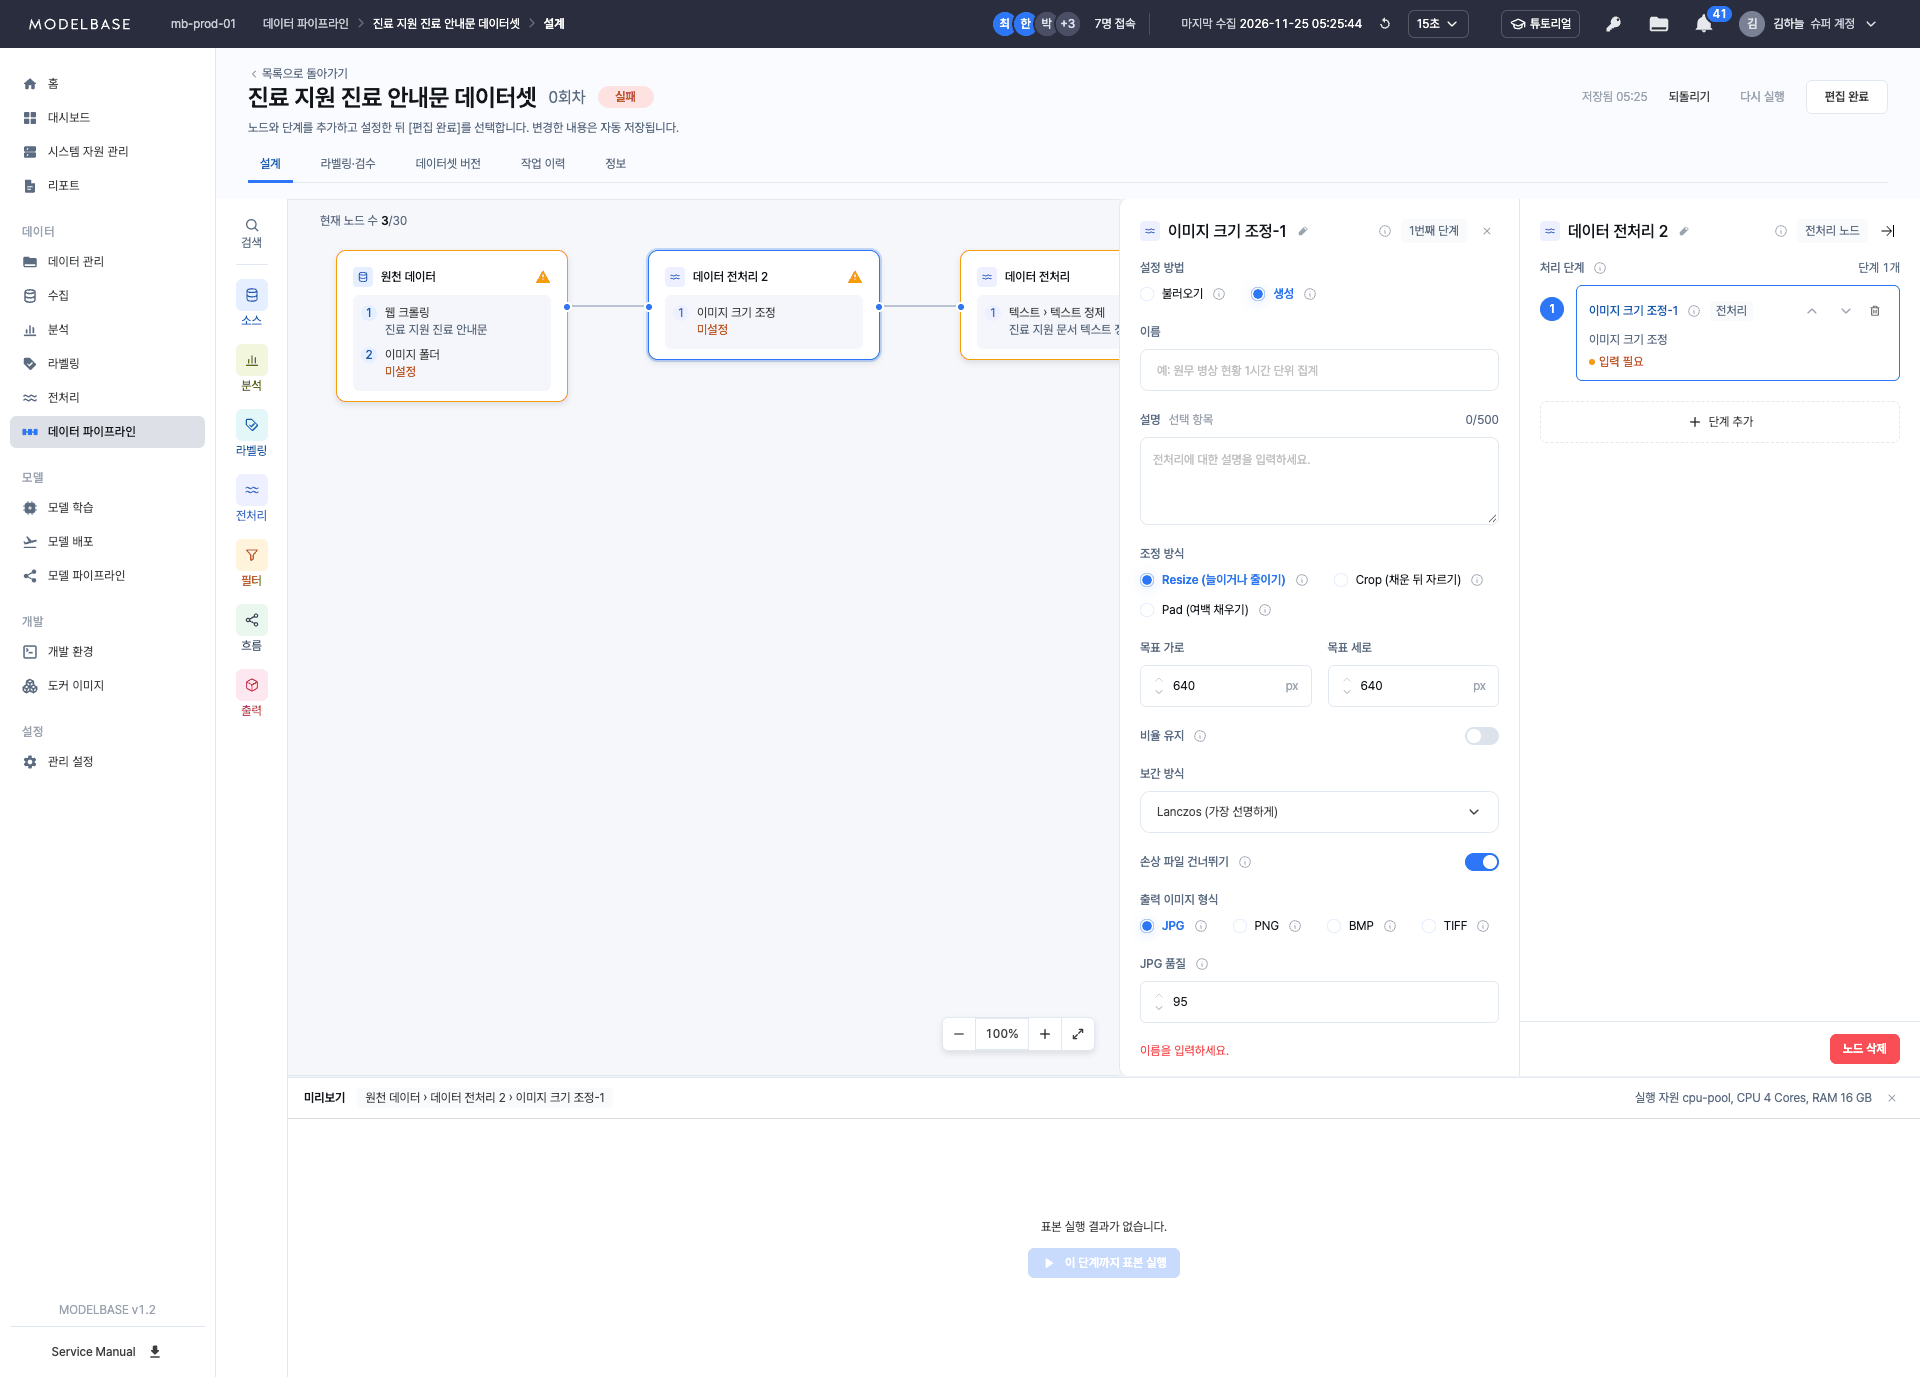 MODELBASE
mb-prod-01
데이터 파이프라인 > 진료 지원 진료 안내문 데이터셋 > 설계
최 한 박 +3 7명 접속
마지막 수집 2026-11-25 05:25:44
15초
튜토리얼
41
김 김하늘 슈퍼 계정
홈
대시보드
시스템 자원 관리
리포트
데이터
데이터 관리
수집
분석
라벨링
전처리
데이터 파이프라인
모델
모델 학습
모델 배포
모델 파이프라인
개발
개발 환경
도커 이미지
설정
관리 설정
MODELBASE v1.2
Service Manual
목록으로 돌아가기
진료 지원 진료 안내문 데이터셋 0회차 실패
노드와 단계를 추가하고 설정한 뒤 [편집 완료]를 선택합니다. 변경한 내용은 자동 저장됩니다.
저장됨 05:25 되돌리기 다시 실행 편집 완료
설계 라벨링·검수 데이터셋 버전 작업 이력 정보
검색
소스
분석
라벨링
전처리
필터
흐름
출력
현재 노드 수 3/30
원천 데이터
1 웹 크롤링
진료 지원 진료 안내문
2 이미지 폴더
미설정
데이터 전처리 2
1 이미지 크기 조정
미설정
데이터 전처리
1 텍스트 › 텍스트 정제
진료 지원 문서 텍스트 정
100%
이미지 크기 조정-1
1번째 단계
설정 방법
불러오기 생성
이름
예: 원무 병상 현황 1시간 단위 집계
설명 선택 항목 0/500
전처리에 대한 설명을 입력하세요.
조정 방식
Resize (늘이거나 줄이기) Crop (채운 뒤 자르기)
Pad (여백 채우기)
목표 가로 목표 세로
640 px 640 px
비율 유지
보간 방식
Lanczos (가장 선명하게)
손상 파일 건너뛰기
출력 이미지 형식
JPG PNG BMP TIFF
JPG 품질
95
이름을 입력하세요.
데이터 전처리 2
전처리 노드
처리 단계 단계 1개
1 이미지 크기 조정-1 전처리
이미지 크기 조정
입력 필요
단계 추가
노드 삭제
미리보기 원천 데이터 › 데이터 전처리 2 › 이미지 크기 조정-1
실행 자원 cpu-pool, CPU 4 Cores, RAM 16 GB
표본 실행 결과가 없습니다.
이 단계까지 표본 실행